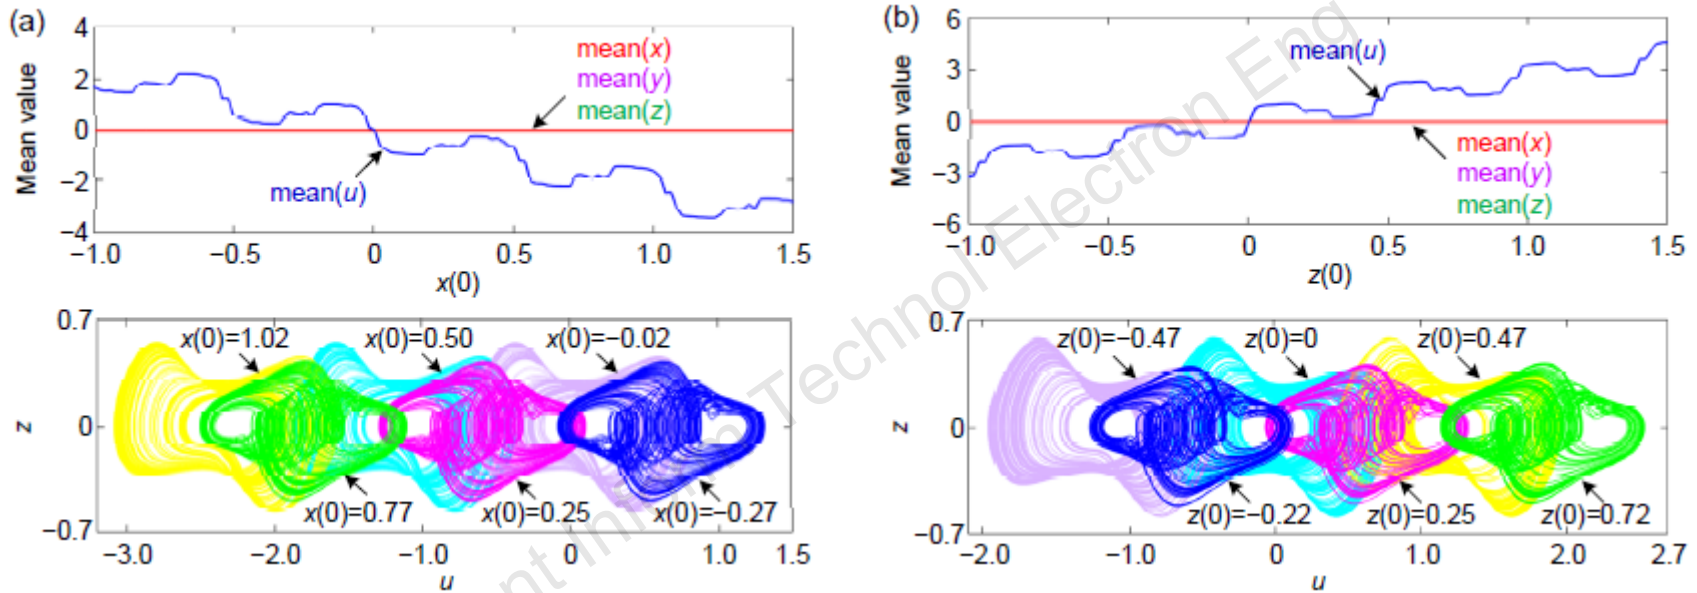 (a)
4
2
0
−2
−4
Mean value
mean(x)
mean(y)
mean(z)
mean(u)
−1.0 −0.5 0 0.5 1.0 1.5
x(0)
0.7
0
−0.7
z
x(0)=1.02 x(0)=0.50 x(0)=−0.02
x(0)=0.77 x(0)=0.25 x(0)=−0.27
−3.0 −2.0 −1.0 0 1.0 1.5
u
(b)
6
3
0
−3
−6
Mean value
mean(u)
mean(x)
mean(y)
mean(z)
−1.0 −0.5 0 0.5 1.0 1.5
z(0)
0.7
0
−0.7
z
z(0)=−0.47 z(0)=0 z(0)=0.47
z(0)=−0.22 z(0)=0.25 z(0)=0.72
−2.0 −1.0 0 1.0 2.0 2.7
u
Technol Electron Eng